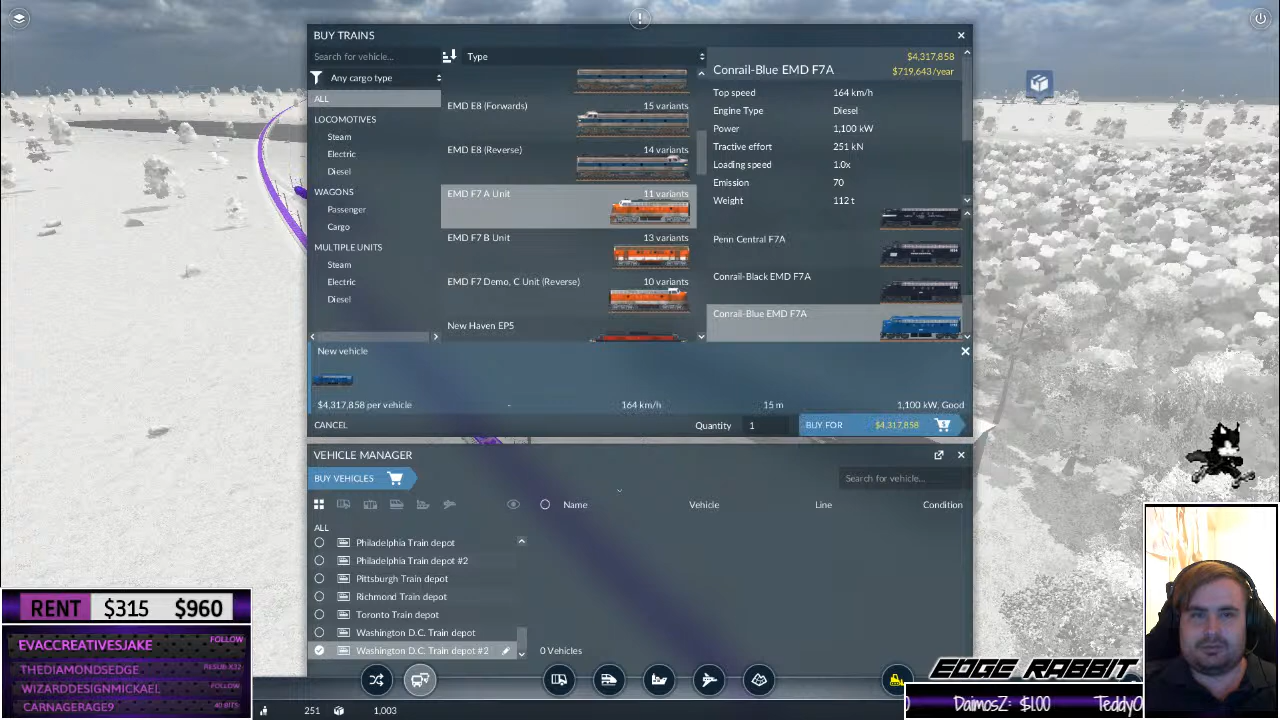 BUY TRAINS
Search for vehicle...
Type
Any cargo type
ALL
LOCOMOTIVES
Steam
Electric
Diesel
WAGONS
Passenger
Cargo
MULTIPLE UNITS
Steam
Electric
Diesel
EMD E8 (Forwards)
15 variants
EMD E8 (Reverse)
14 variants
EMD F7 A Unit
11 variants
EMD F7 B Unit
13 variants
EMD F7 Demo, C Unit (Reverse)
10 variants
New Haven EP5
Conrail-Blue EMD F7A
$4,317,858
$719,643/year
Top speed 164 km/h
Engine Type Diesel
Power 1,100 kW
Tractive effort 251 kN
Loading speed 1.0x
Emission 70
Weight 112 t
Penn Central F7A
Conrail-Black EMD F7A
Conrail-Blue EMD F7A
New vehicle
$4,317,858 per vehicle - 164 km/h 15 m 1,100 kW, Good
CANCEL
Quantity 1
BUY FOR $4,317,858
VEHICLE MANAGER
BUY VEHICLES
Search for vehicle...
Name Vehicle Line Condition
ALL
Philadelphia Train depot
Philadelphia Train depot #2
Pittsburgh Train depot
Richmond Train depot
Toronto Train depot
Washington D.C. Train depot
Washington D.C. Train depot #2
0 Vehicles
251 1,003
RENT $315 $960
EVACCREATIVESJAKE FOLLOW
THEDIAMONDSEDGE RESUB X32
WIZARDDESIGNMICKAEL FOLLOW
CARNAGERAGE9 40 BITS
EDGE RABBIT
DaimosZ: $1.00 TeddyO